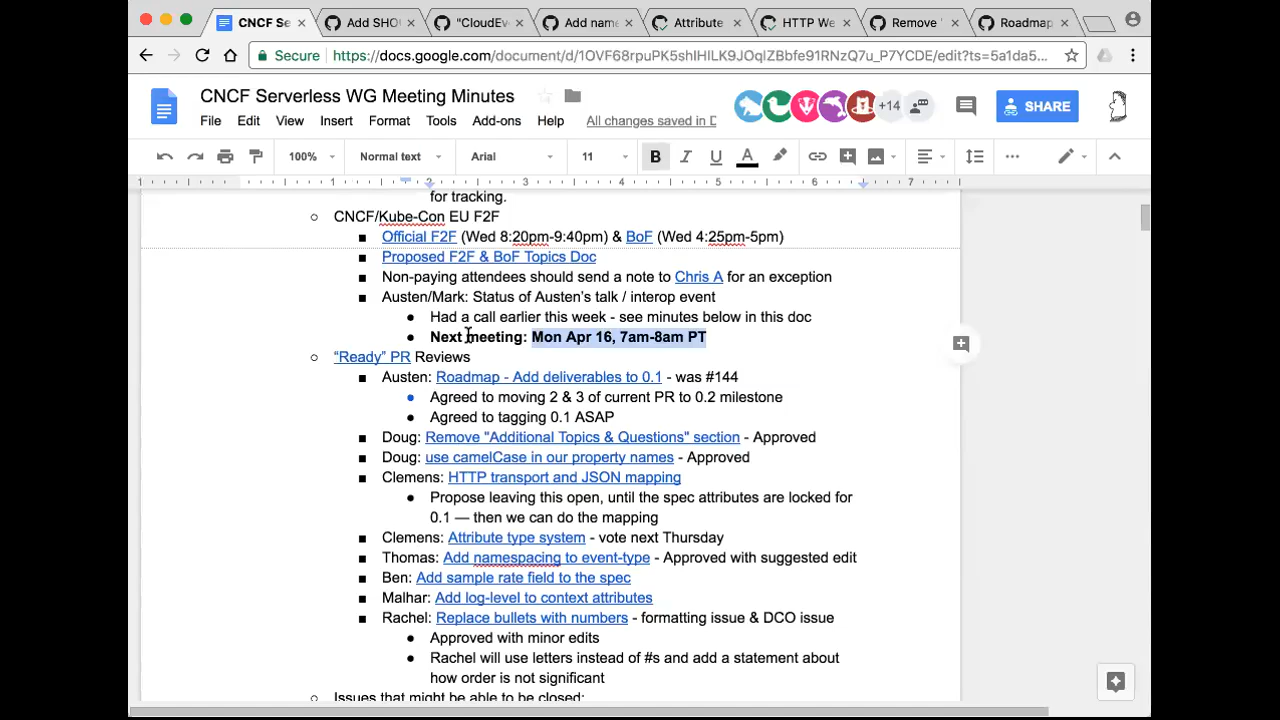 CNCF Ser
Add SHO
"CloudEv
Add name
Attribute
HTTP We
Remove "
Roadmap
Secure https://docs.google.com/document/d/1OVF68rpuPK5shIHILK9JOqlZBbfe91RNzQ7u_P7YCDE/edit?ts=5a1da5...
CNCF Serverless WG Meeting Minutes
+14
SHARE
File Edit View Insert Format Tools Add-ons Help All changes saved in D
100% Normal text Arial 11 B I U A
1 1 2 3 4 5 6 7
for tracking.
CNCF/Kube-Con EU F2F
Official F2F (Wed 8:20pm-9:40pm) & BoF (Wed 4:25pm-5pm)
Proposed F2F & BoF Topics Doc
Non-paying attendees should send a note to Chris A for an exception
Austen/Mark: Status of Austen's talk / interop event
Had a call earlier this week - see minutes below in this doc
Next meeting: Mon Apr 16, 7am-8am PT
"Ready" PR Reviews
Austen: Roadmap - Add deliverables to 0.1 - was #144
Agreed to moving 2 & 3 of current PR to 0.2 milestone
Agreed to tagging 0.1 ASAP
Doug: Remove "Additional Topics & Questions" section - Approved
Doug: use camelCase in our property names - Approved
Clemens: HTTP transport and JSON mapping
Propose leaving this open, until the spec attributes are locked for
0.1 — then we can do the mapping
Clemens: Attribute type system - vote next Thursday
Thomas: Add namespacing to event-type - Approved with suggested edit
Ben: Add sample rate field to the spec
Malhar: Add log-level to context attributes
Rachel: Replace bullets with numbers - formatting issue & DCO issue
Approved with minor edits
Rachel will use letters instead of #s and add a statement about
how order is not significant
Issues that might be able to be closed: